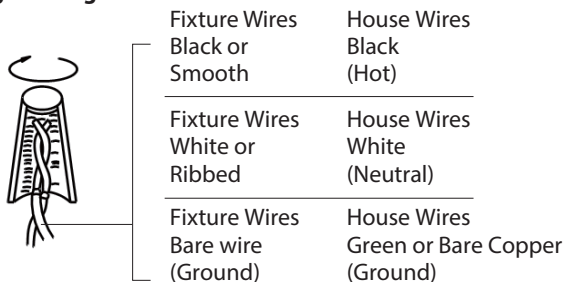 Fixture Wires House Wires
Black or Black
Smooth (Hot)
Fixture Wires House Wires
White or White
Ribbed (Neutral)
Fixture Wires House Wires
Bare wire Green or Bare Copper
(Ground) (Ground)